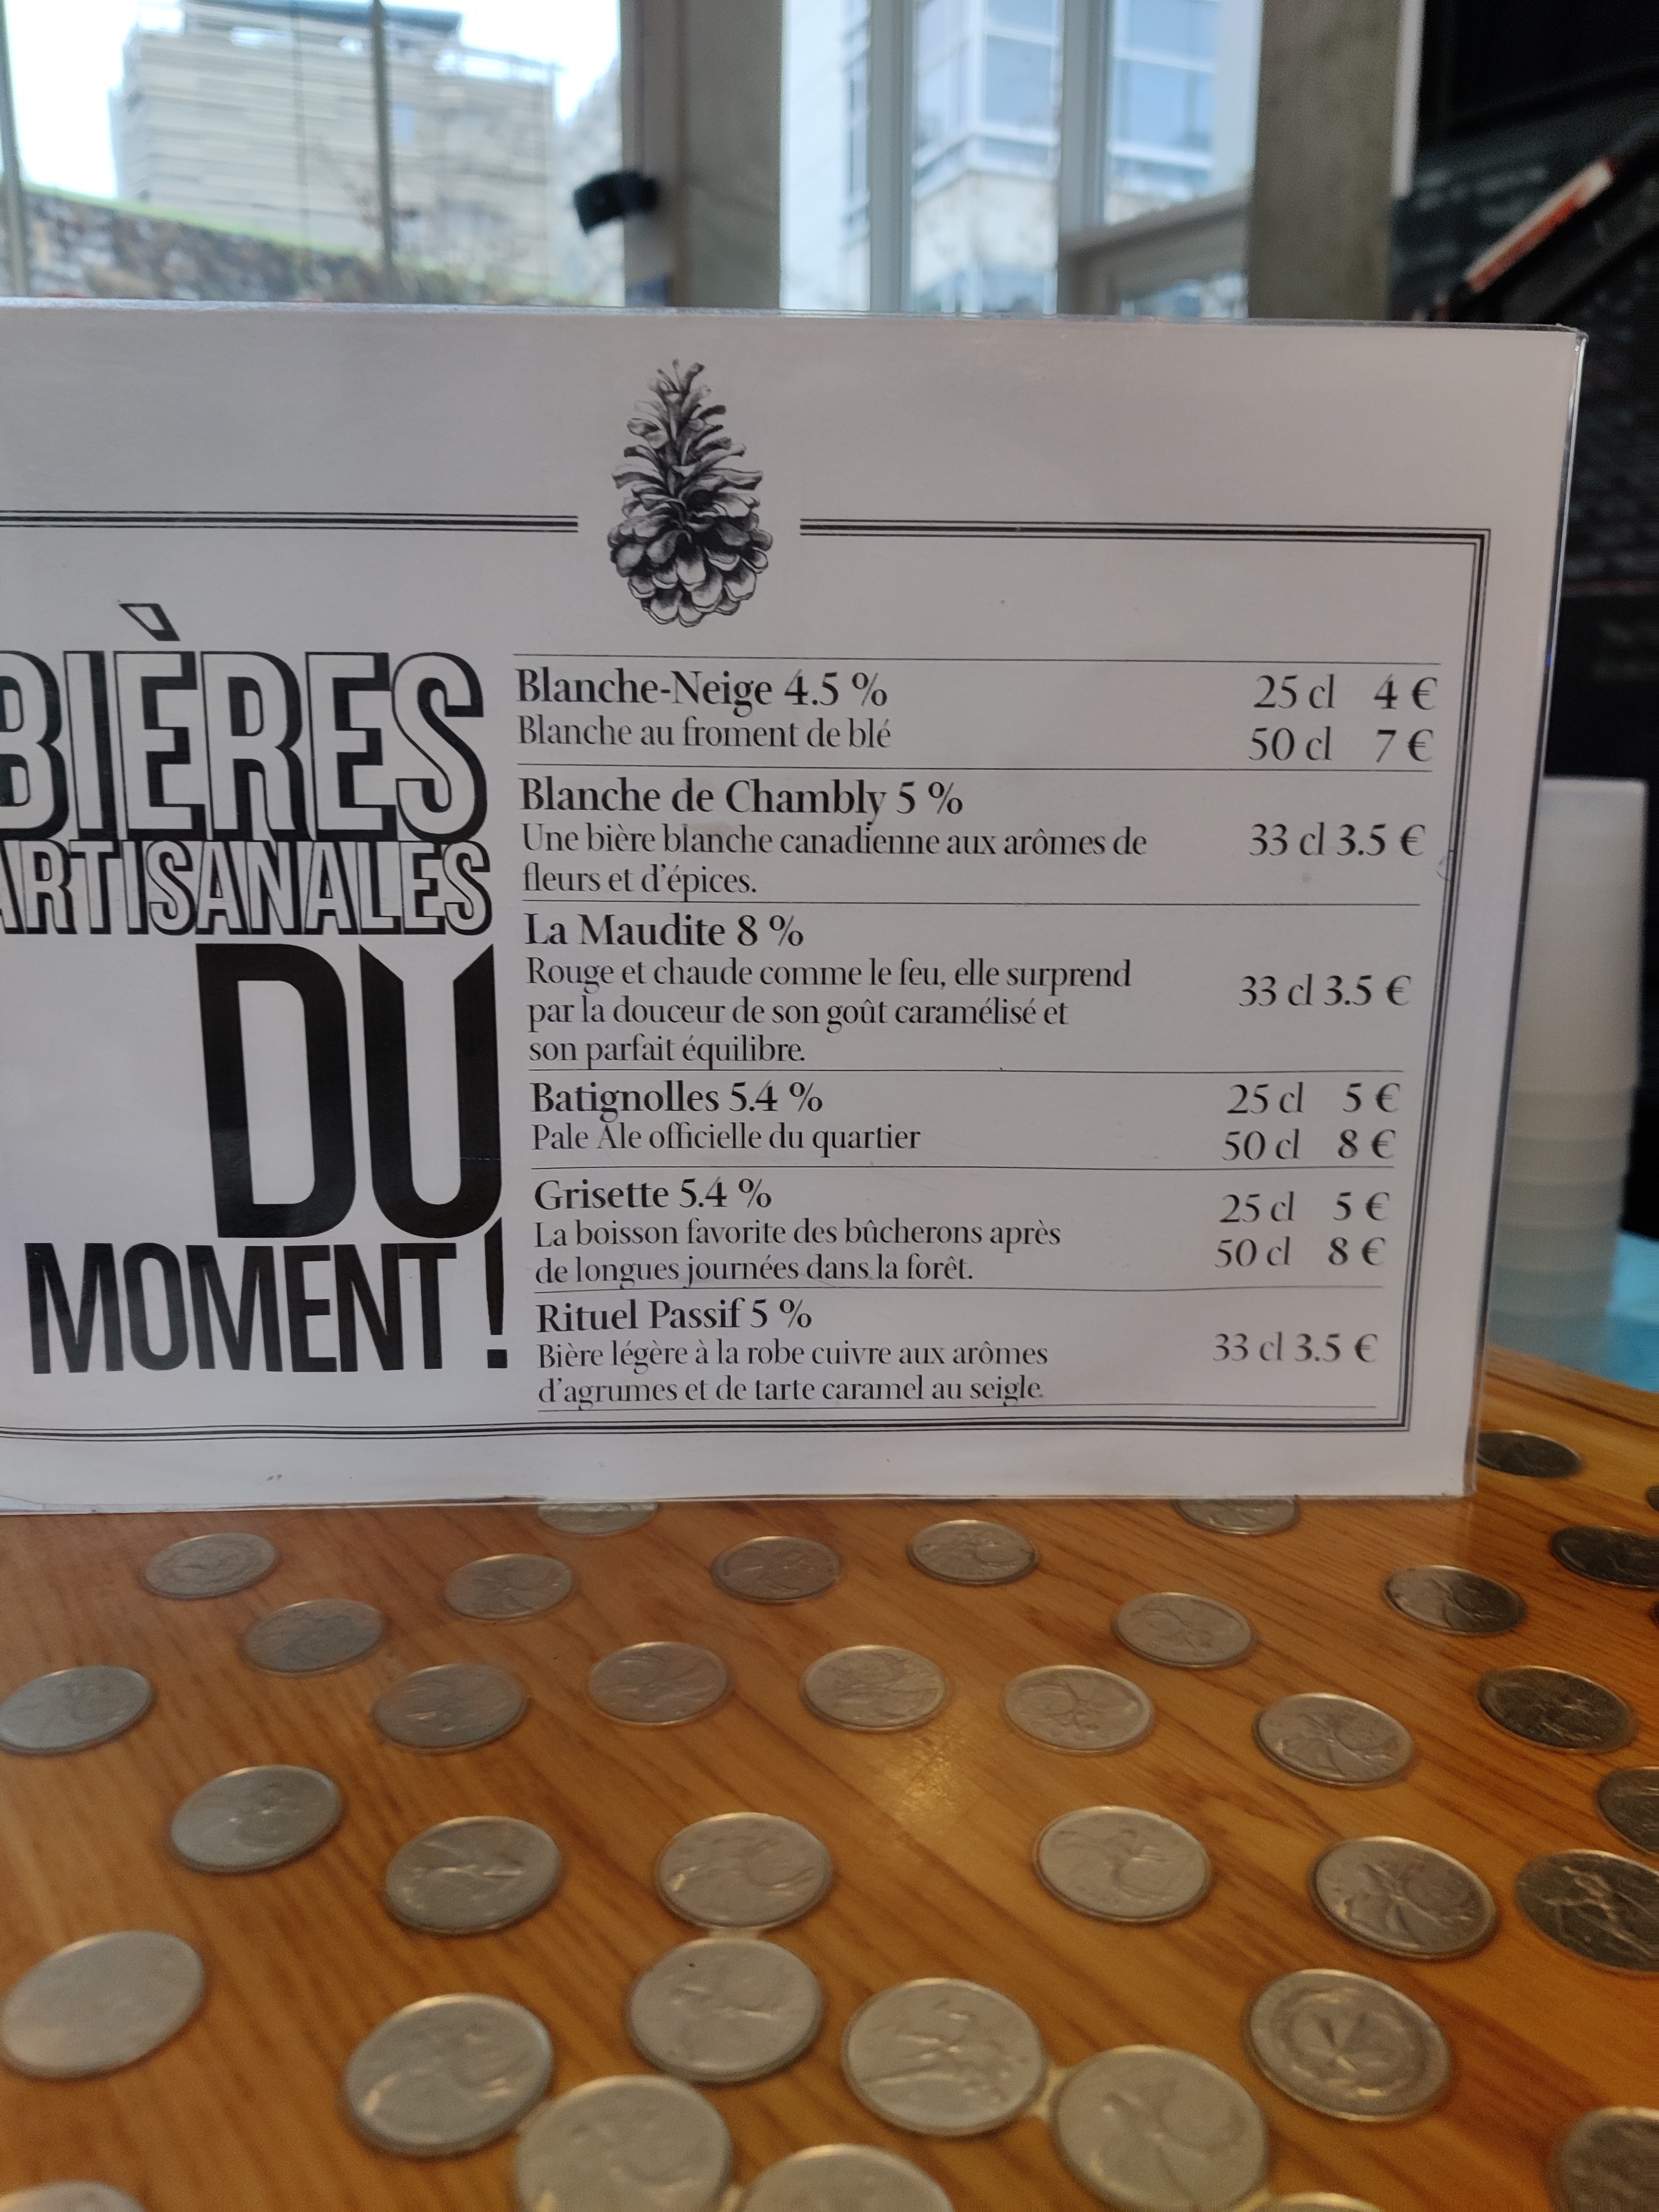 BIÈRES
ARTISANALES
DU
MOMENT !
Blanche-Neige 4.5 %
Blanche au froment de blé
25 cl 4 €
50 cl 7 €
Blanche de Chambly 5 %
Une bière blanche canadienne aux arômes de
fleurs et d'épices.
33 cl 3.5 €
La Maudite 8 %
Rouge et chaude comme le feu, elle surprend
par la douceur de son goût caramélisé et
son parfait équilibre.
33 cl 3.5 €
Batignolles 5.4 %
Pale Ale officielle du quartier
25 cl 5 €
50 cl 8 €
Grisette 5.4 %
La boisson favorite des bûcherons après
de longues journées dans la forêt.
25 cl 5 €
50 cl 8 €
Rituel Passif 5 %
Bière légère à la robe cuivre aux arômes
d'agrumes et de tarte caramel au seigle.
33 cl 3.5 €